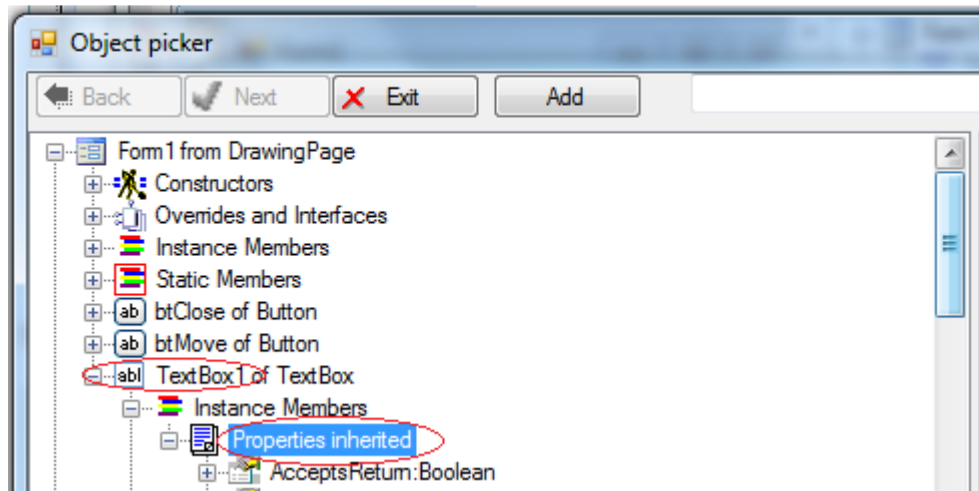 Object picker
Back Next Exit Add
Form1 from DrawingPage
Constructors
Overrides and Interfaces
Instance Members
Static Members
ab btClose of Button
ab btMove of Button
abl TextBox1 of TextBox
Instance Members
Properties inherited
AcceptsReturn:Boolean